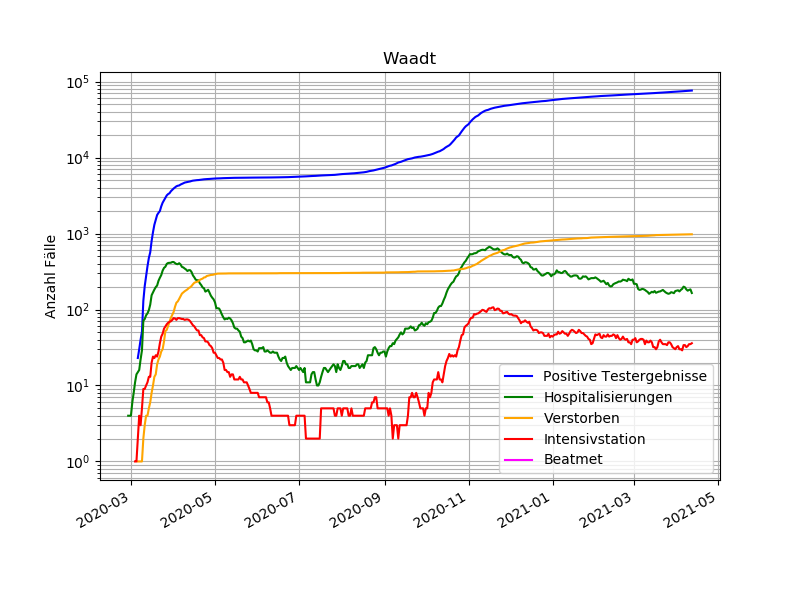 Waadt
Anzahl Fälle
10^5
10^4
10^3
10^2
10^1
10^0
Positive Testergebnisse
Hospitalisierungen
Verstorben
Intensivstation
Beatmet
2020-03
2020-05
2020-07
2020-09
2020-11
2021-01
2021-03
2021-05